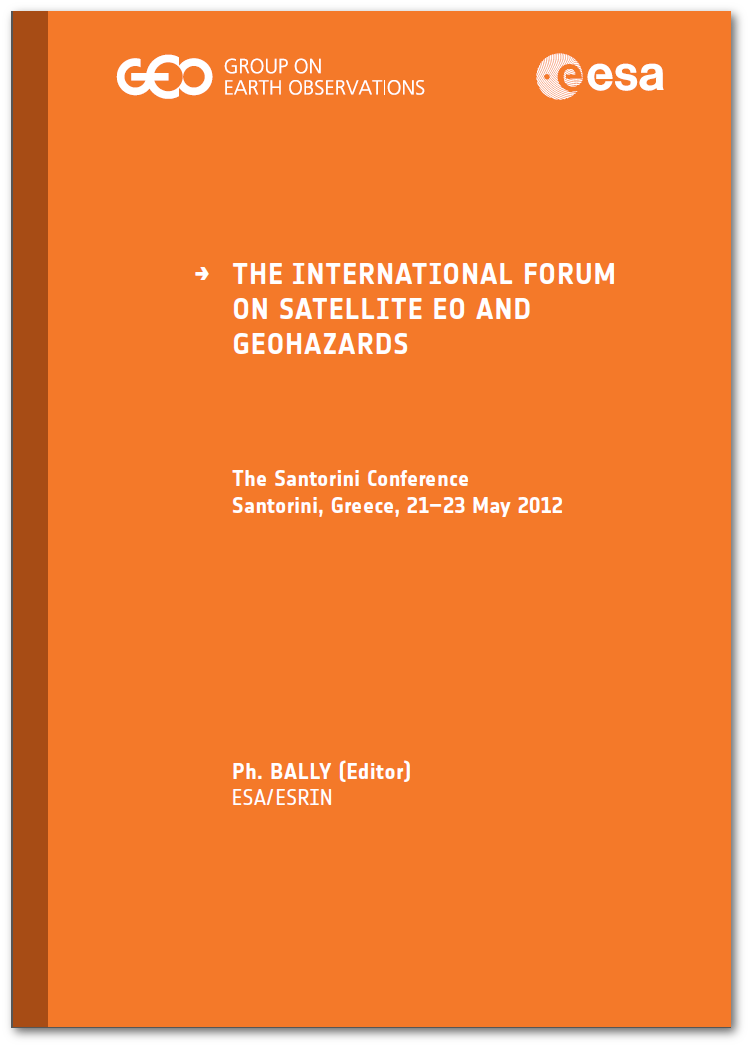 GEO GROUP ON
EARTH OBSERVATIONS
esa
THE INTERNATIONAL FORUM
ON SATELLITE EO AND
GEOHAZARDS
The Santorini Conference
Santorini, Greece, 21–23 May 2012
Ph. BALLY (Editor)
ESA/ESRIN